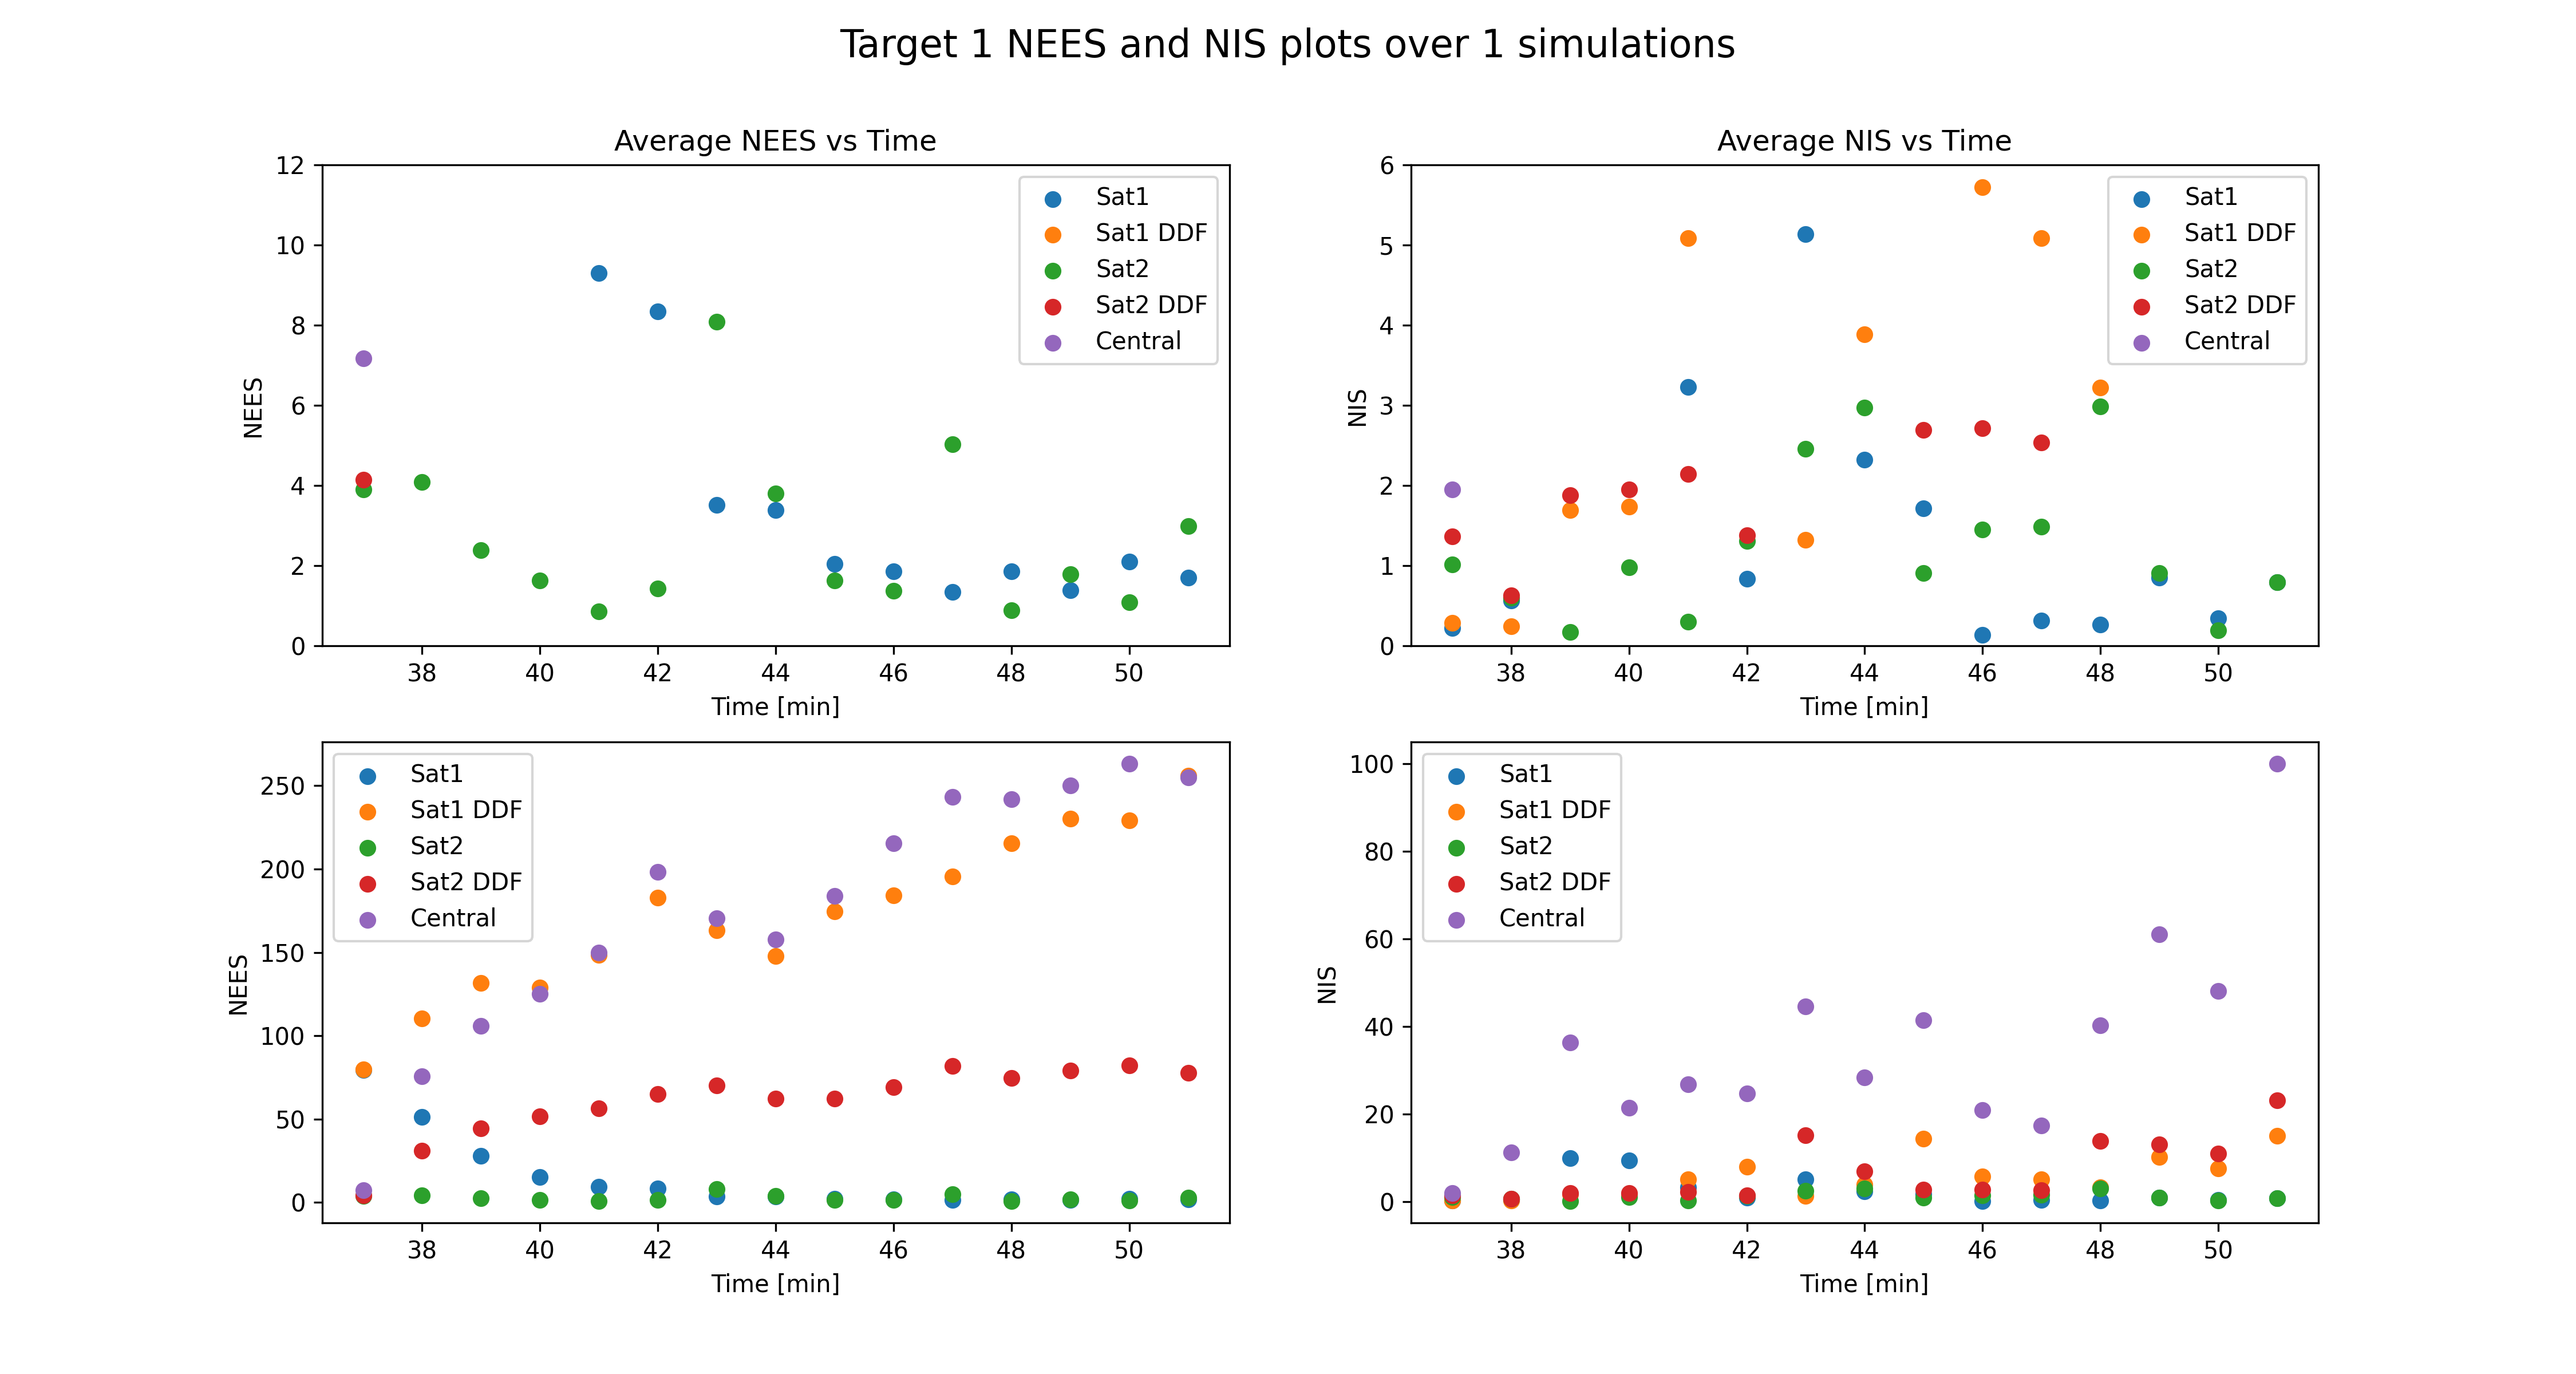 Target 1 NEES and NIS plots over 1 simulations
Average NEES vs Time
12
10
8
6
4
2
0
NEES
Sat1
Sat1 DDF
Sat2
Sat2 DDF
Central
38 40 42 44 46 48 50
Time [min]
Average NIS vs Time
6
5
4
3
2
1
0
NIS
Sat1
Sat1 DDF
Sat2
Sat2 DDF
Central
38 40 42 44 46 48 50
Time [min]
250
200
150
100
50
0
NEES
Sat1
Sat1 DDF
Sat2
Sat2 DDF
Central
38 40 42 44 46 48 50
Time [min]
100
80
60
40
20
0
NIS
Sat1
Sat1 DDF
Sat2
Sat2 DDF
Central
38 40 42 44 46 48 50
Time [min]